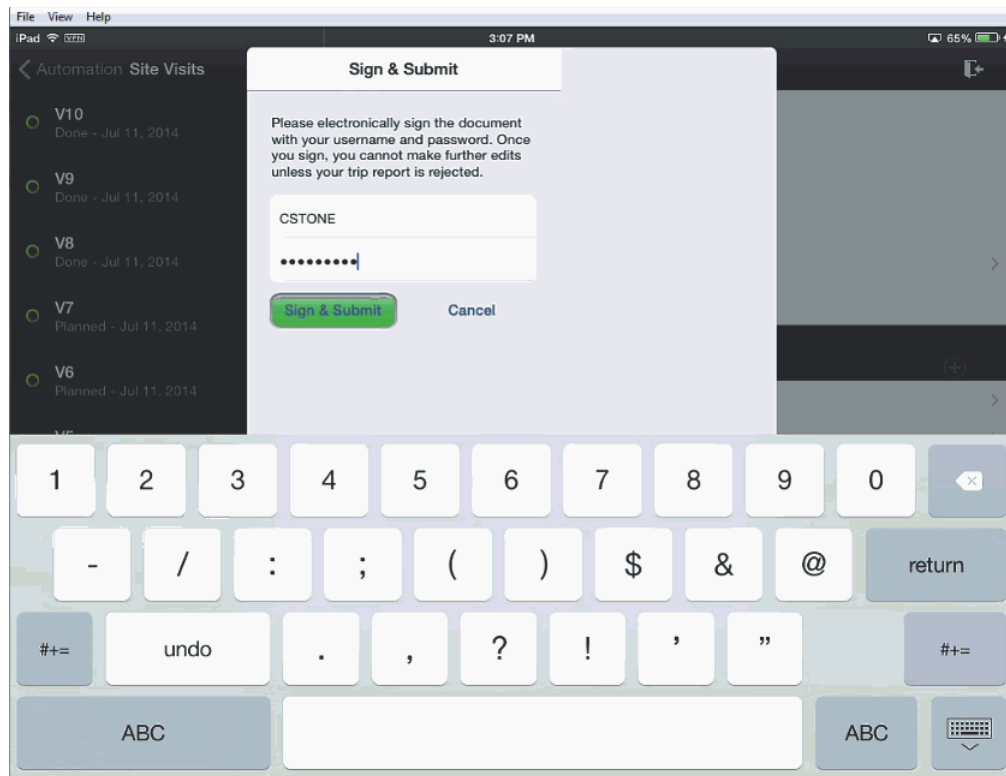 File View Help
iPad VPN 3:07 PM 65%
Automation Site Visits
Sign & Submit
V10
Done - Jul 11, 2014
V9
Done - Jul 11, 2014
V8
Done - Jul 11, 2014
V7
Planned - Jul 11, 2014
V6
Planned - Jul 11, 2014
V5
Please electronically sign the document
with your username and password. Once
you sign, you cannot make further edits
unless your trip report is rejected.
CSTONE
•••••••••
Sign & Submit Cancel
1 2 3 4 5 6 7 8 9 0
- / : ; ( ) $ & @ return
#+= undo . , ? ! ’ ” #+=
ABC ABC